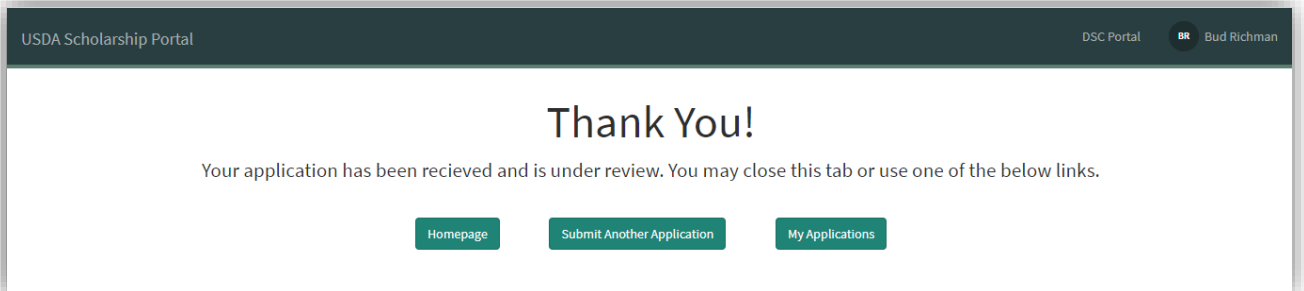 USDA Scholarship Portal DSC Portal BR Bud Richman
Thank You!
Your application has been recieved and is under review. You may close this tab or use one of the below links.
Homepage Submit Another Application My Applications